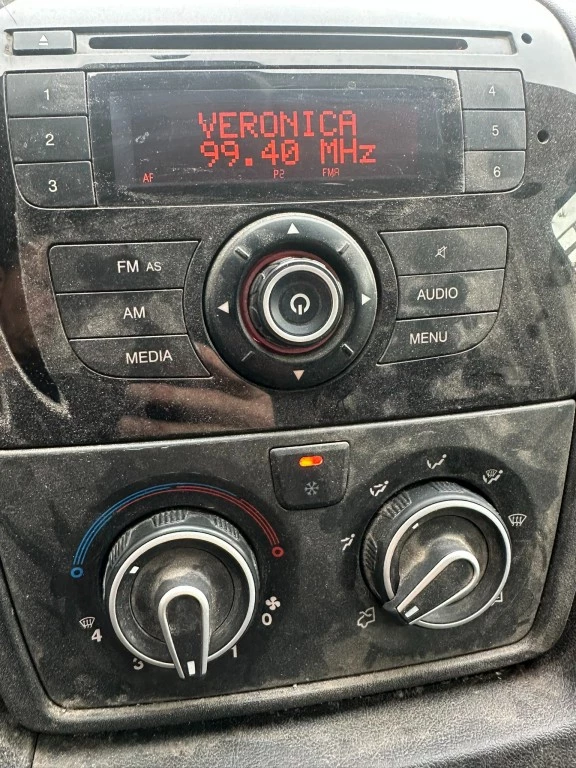 1
2
3
4
5
6
VERONICA
99.40 MHz
AF P2 FMA
FM AS
AM
MEDIA
AUDIO
MENU
4
3
1
0